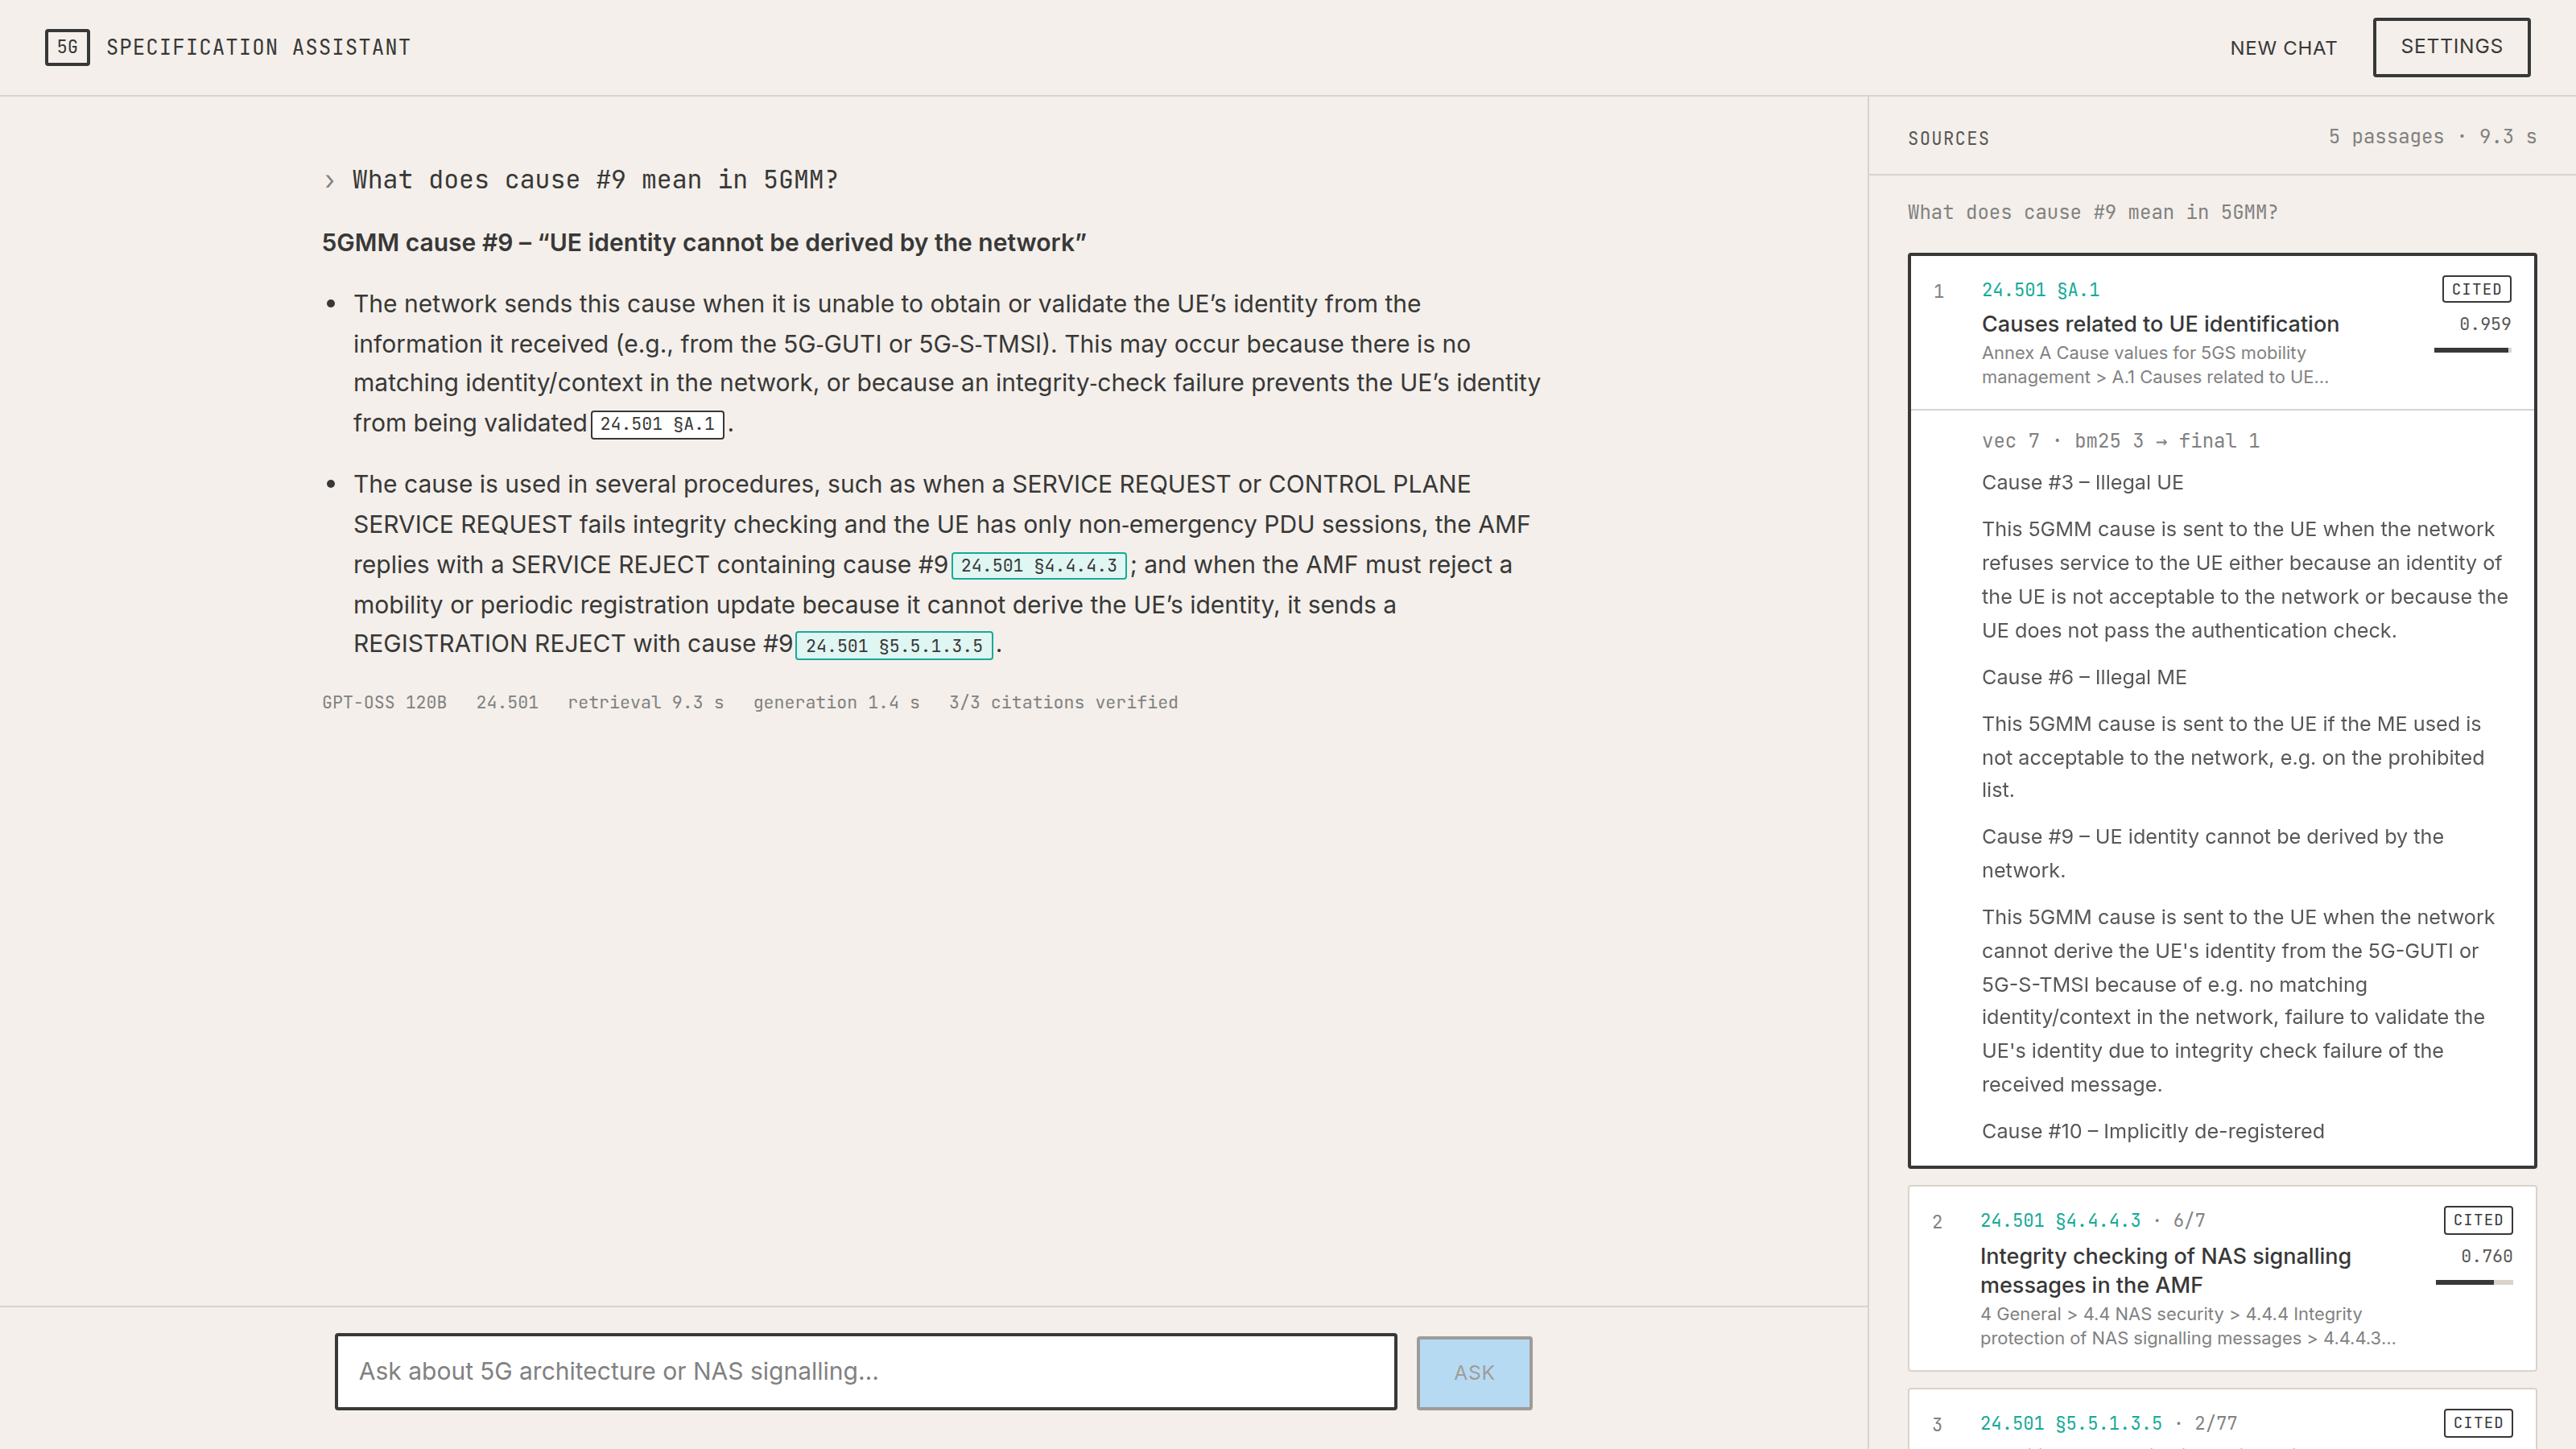 5G SPECIFICATION ASSISTANT
NEW CHAT
SETTINGS
› What does cause #9 mean in 5GMM?
5GMM cause #9 – “UE identity cannot be derived by the network”
• The network sends this cause when it is unable to obtain or validate the UE’s identity from the
information it received (e.g., from the 5G-GUTI or 5G-S-TMSI). This may occur because there is no
matching identity/context in the network, or because an integrity-check failure prevents the UE’s identity
from being validated 24.501 §A.1 .
• The cause is used in several procedures, such as when a SERVICE REQUEST or CONTROL PLANE
SERVICE REQUEST fails integrity checking and the UE has only non-emergency PDU sessions, the AMF
replies with a SERVICE REJECT containing cause #9 24.501 §4.4.4.3 ; and when the AMF must reject a
mobility or periodic registration update because it cannot derive the UE’s identity, it sends a
REGISTRATION REJECT with cause #9 24.501 §5.5.1.3.5 .
GPT-OSS 120B 24.501 retrieval 9.3 s generation 1.4 s 3/3 citations verified
Ask about 5G architecture or NAS signalling...
ASK
SOURCES
5 passages · 9.3 s
What does cause #9 mean in 5GMM?
1 24.501 §A.1 CITED
Causes related to UE identification 0.959
Annex A Cause values for 5GS mobility
management > A.1 Causes related to UE...
vec 7 · bm25 3 → final 1
Cause #3 – Illegal UE
This 5GMM cause is sent to the UE when the network
refuses service to the UE either because an identity of
the UE is not acceptable to the network or because the
UE does not pass the authentication check.
Cause #6 – Illegal ME
This 5GMM cause is sent to the UE if the ME used is
not acceptable to the network, e.g. on the prohibited
list.
Cause #9 – UE identity cannot be derived by the
network.
This 5GMM cause is sent to the UE when the network
cannot derive the UE's identity from the 5G-GUTI or
5G-S-TMSI because of e.g. no matching
identity/context in the network, failure to validate the
UE's identity due to integrity check failure of the
received message.
Cause #10 – Implicitly de-registered
2 24.501 §4.4.4.3 · 6/7 CITED
Integrity checking of NAS signalling 0.760
messages in the AMF
4 General > 4.4 NAS security > 4.4.4 Integrity
protection of NAS signalling messages > 4.4.4.3...
3 24.501 §5.5.1.3.5 · 2/77 CITED